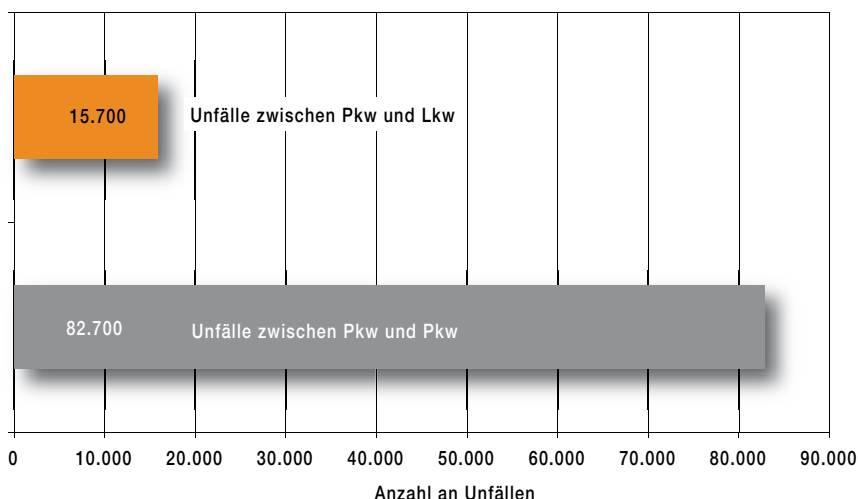 15.700 Unfälle zwischen Pkw und Lkw
82.700 Unfälle zwischen Pkw und Pkw
0 10.000 20.000 30.000 40.000 50.000 60.000 70.000 80.000 90.000
Anzahl an Unfällen